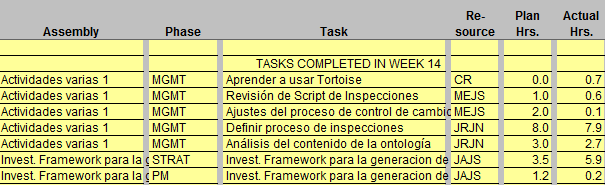 Assembly Phase Task Re-source Plan Hrs. Actual Hrs.
TASKS COMPLETED IN WEEK 14
Actividades varias 1 MGMT Aprender a usar Tortoise CR 0.0 0.7
Actividades varias 1 MGMT Revisión de Script de Inspecciones MEJS 1.0 0.6
Actividades varias 1 MGMT Ajustes del proceso de control de cambio MEJS 2.0 0.1
Actividades varias 1 MGMT Definir proceso de inspecciones JRJN 8.0 7.9
Actividades varias 1 MGMT Análisis del contenido de la ontología JRJN 3.0 2.7
Invest. Framework para la g STRAT Invest. Framework para la generacion de JAJS 3.5 5.9
Invest. Framework para la g PM Invest. Framework para la generacion de JAJS 1.2 0.2